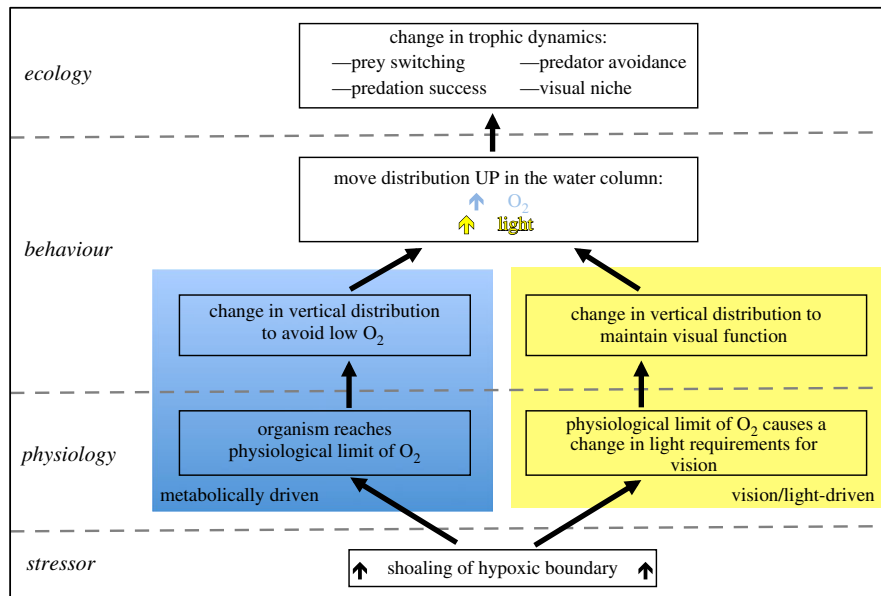 ecology
change in trophic dynamics:
—prey switching —predator avoidance
—predation success —visual niche
behaviour
move distribution UP in the water column:
O₂
light
change in vertical distribution
to avoid low O₂
change in vertical distribution to
maintain visual function
physiology
organism reaches
physiological limit of O₂
metabolically driven
physiological limit of O₂ causes a
change in light requirements for
vision
vision/light-driven
stressor
shoaling of hypoxic boundary